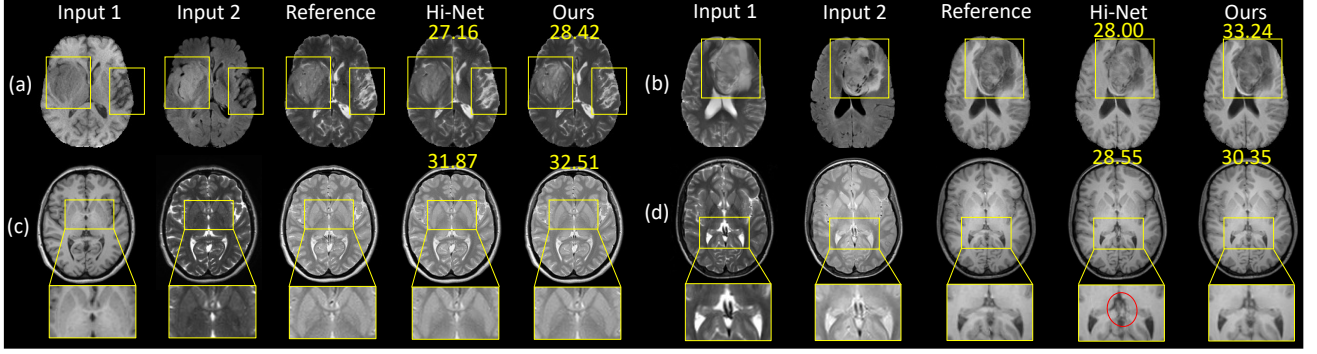 Input 1 Input 2 Reference Hi-Net Ours Input 1 Input 2 Reference Hi-Net Ours
27.16 28.42 28.00 33.24
(a) (b)
31.87 32.51 28.55 30.35
(c) (d)